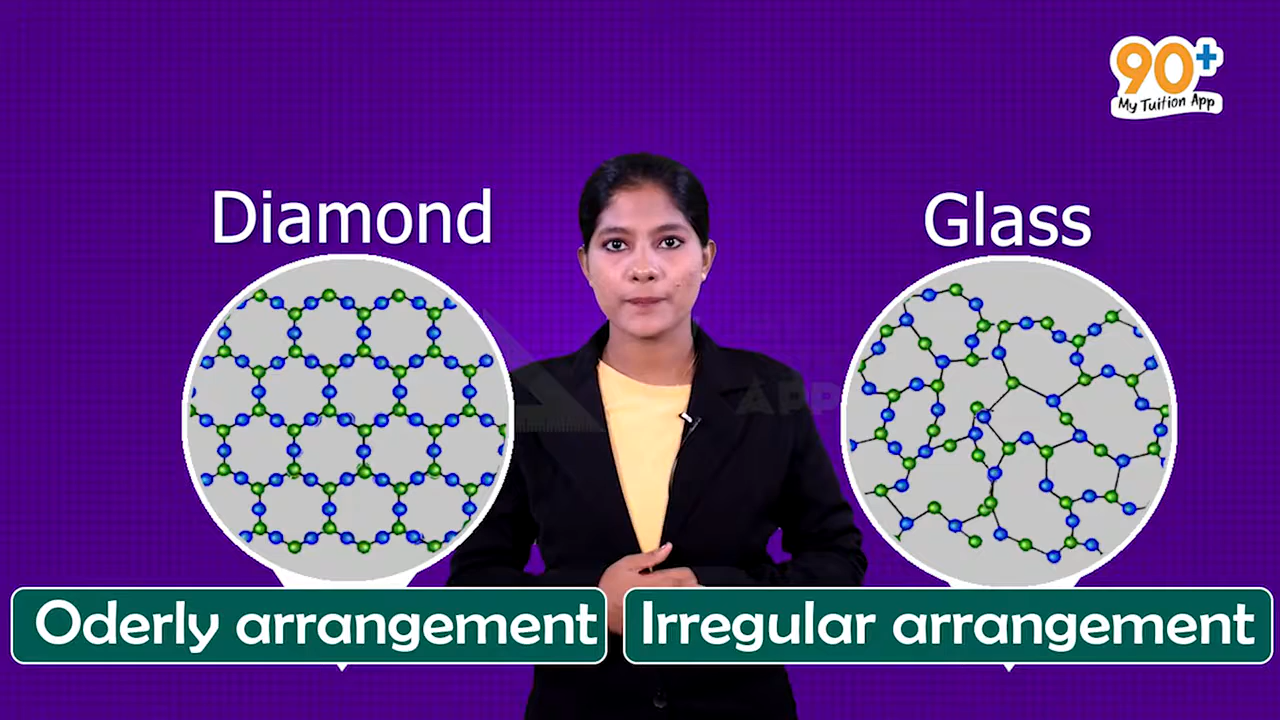 90+
My Tuition App
Diamond
Glass
Oderly arrangement
Irregular arrangement